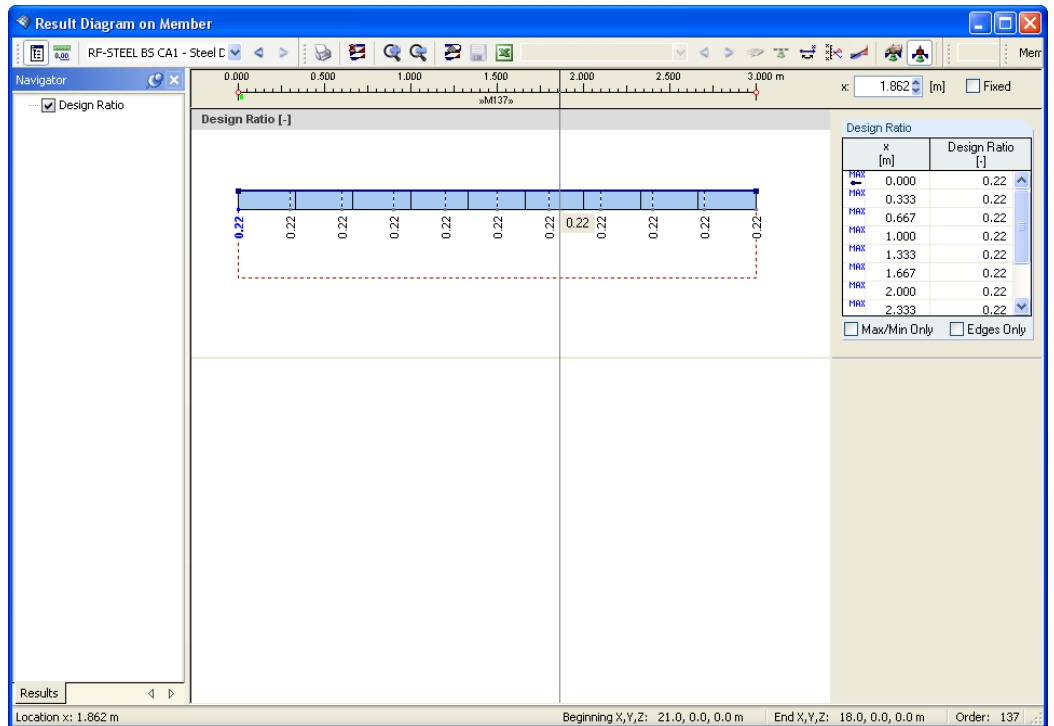 Result Diagram on Member
RF-STEEL BS CA1 - Steel D
Mem
Navigator
Design Ratio
0.000 0.500 1.000 1.500 2.000 2.500 3.000 m
»M137»
x: 1.862 [m] Fixed
Design Ratio [-]
0.22 0.22 0.22 0.22 0.22 0.22 0.22 0.22 0.22 0.22 0.22 0.22
Design Ratio
x [m] Design Ratio [-]
MAX 0.000 0.22
MAX 0.333 0.22
MAX 0.667 0.22
MAX 1.000 0.22
MAX 1.333 0.22
MAX 1.667 0.22
MAX 2.000 0.22
MAX 2.333 0.22
Max/Min Only Edges Only
Results
Location x: 1.862 m Beginning X,Y,Z: 21.0, 0.0, 0.0 m End X,Y,Z: 18.0, 0.0, 0.0 m Order: 137